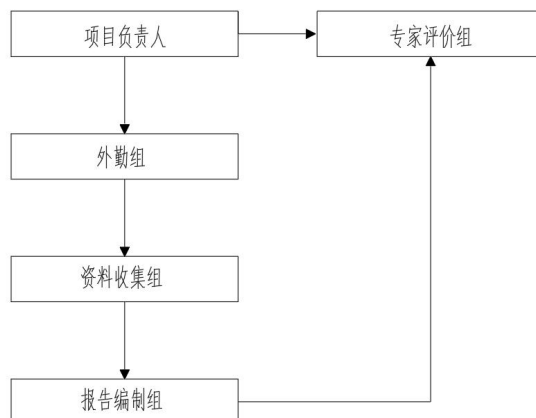 项目负责人
专家评价组
外勤组
资料收集组
报告编制组